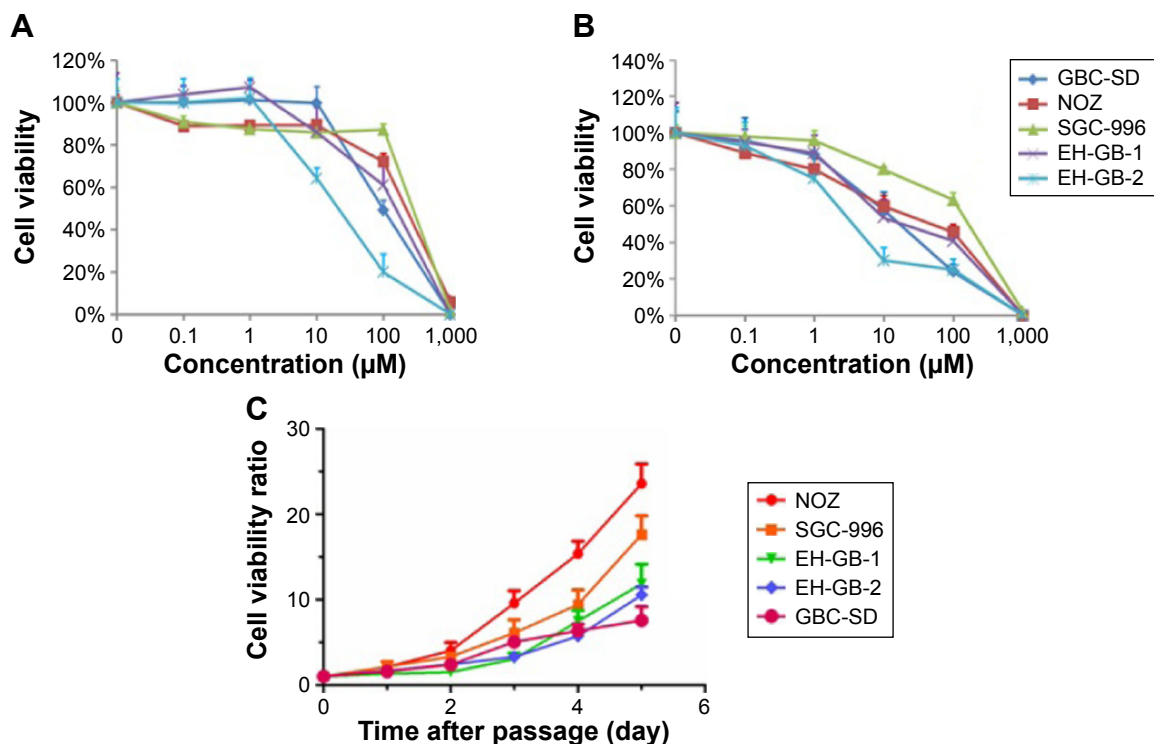 A
Cell viability
120%
100%
80%
60%
40%
20%
0%
0 0.1 1 10 100 1,000
Concentration (µM)
B
Cell viability
140%
120%
100%
80%
60%
40%
20%
0%
0 0.1 1 10 100 1,000
Concentration (µM)
GBC-SD
NOZ
SGC-996
EH-GB-1
EH-GB-2
C
Cell viability ratio
30
20
10
0
0 2 4 6
Time after passage (day)
NOZ
SGC-996
EH-GB-1
EH-GB-2
GBC-SD